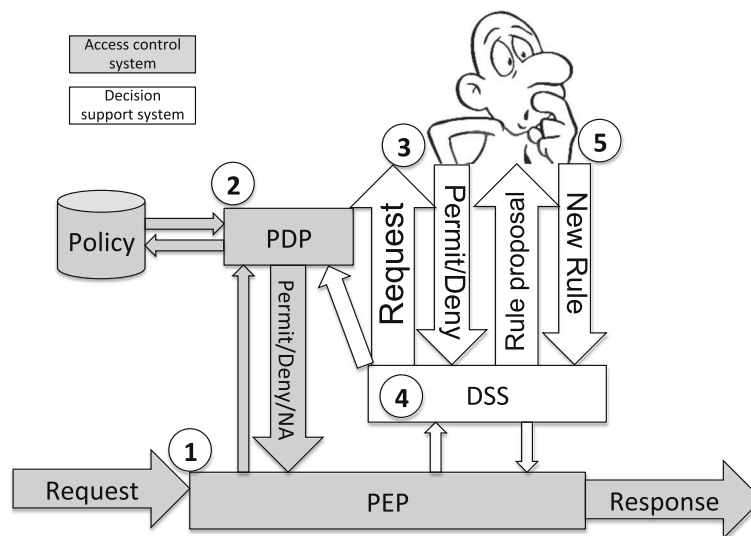 Access control
system
Decision
support system
3
5
2
Policy
PDP
Request
Permit/Deny
Rule proposal
New Rule
Permit/Deny/NA
4
DSS
1
Request
PEP
Response